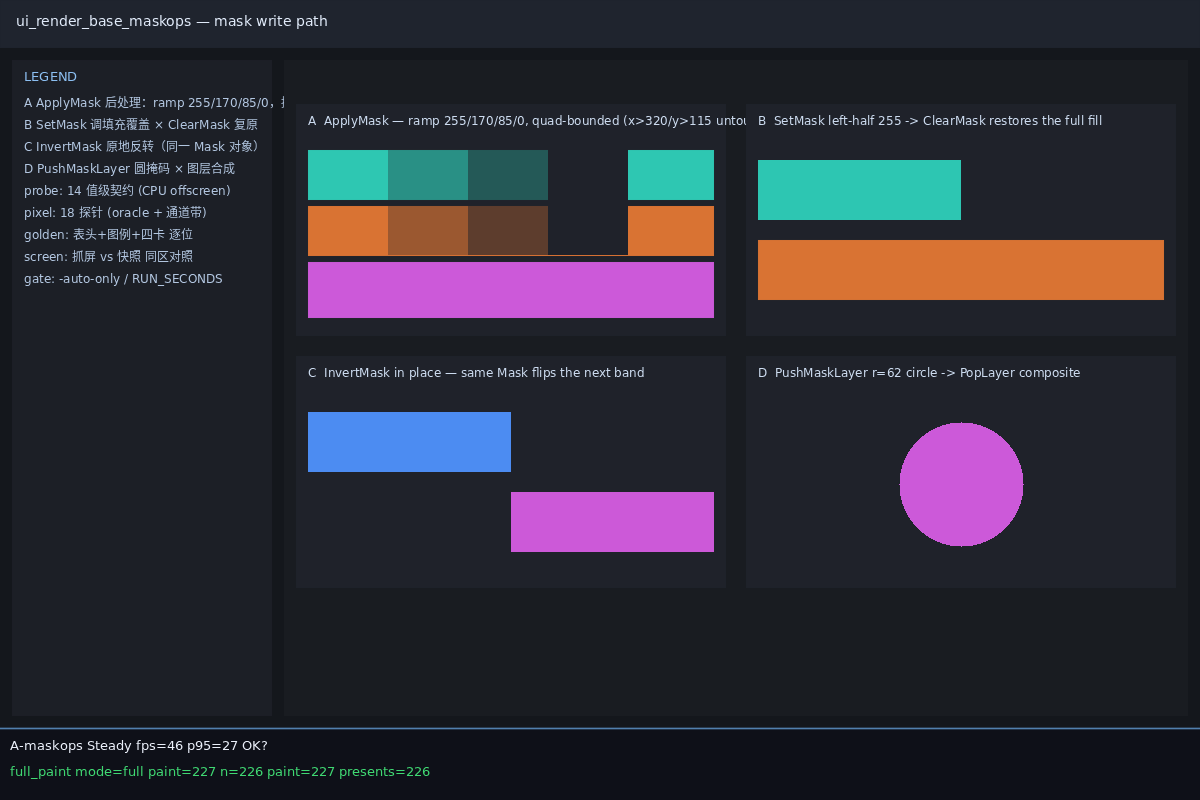 ui_render_base_maskops — mask write path
LEGEND
A ApplyMask 后处理: ramp 255/170/85/0,
B SetMask 调填充覆盖 × ClearMask 复原
C InvertMask 原地反转（同一 Mask 对象）
D PushMaskLayer 圆掩码 × 图层合成
probe: 14 值级契约 (CPU offscreen)
pixel: 18 探针 (oracle + 通道带)
golden: 表头+图例+四卡 逐位
screen: 抓屏 vs 快照 同区对照
gate: -auto-only / RUN_SECONDS
A ApplyMask — ramp 255/170/85/0, quad-bounded (x>320/y>115 untou
B SetMask left-half 255 -> ClearMask restores the full fill
C InvertMask in place — same Mask flips the next band
D PushMaskLayer r=62 circle -> PopLayer composite
A-maskops Steady fps=46 p95=27 OK?
full_paint mode=full paint=227 n=226 paint=227 presents=226